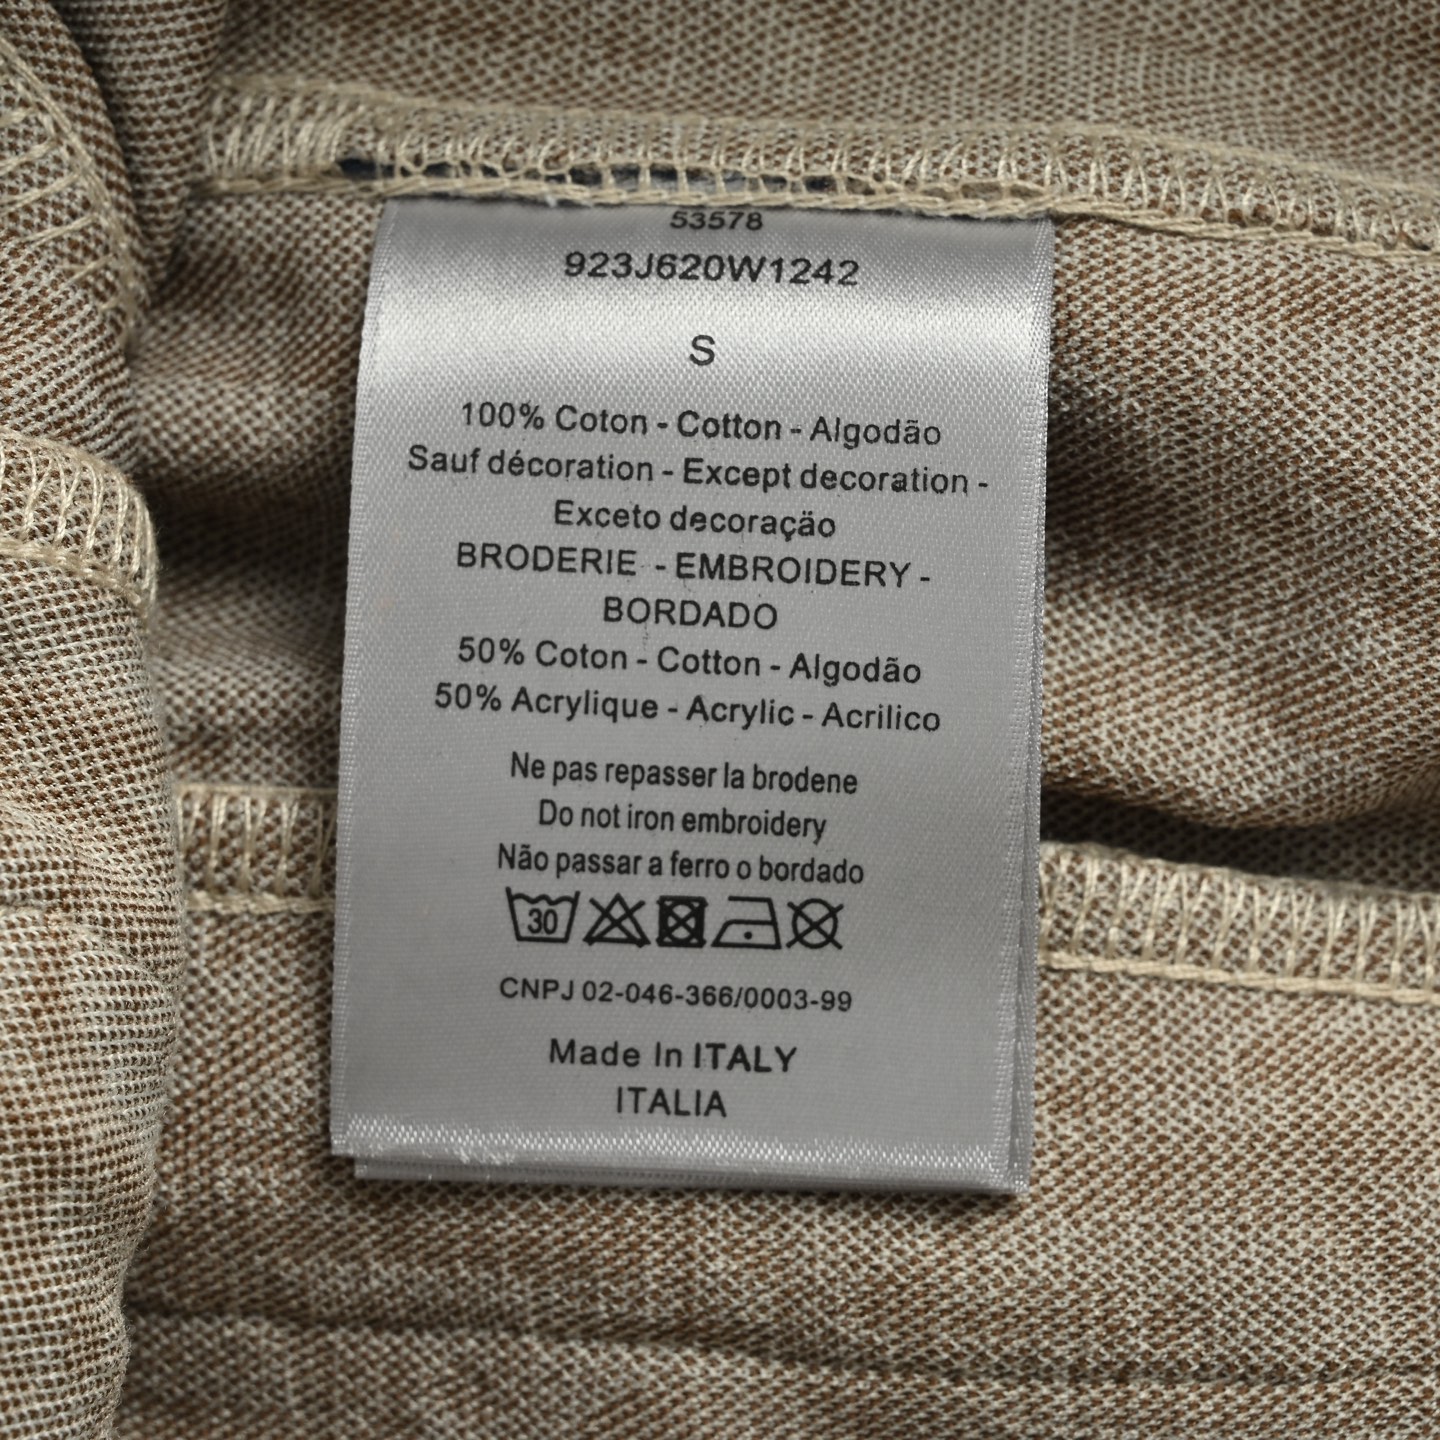 53578
923J620W1242
S
100% Coton - Cotton - Algodão
Sauf décoration - Except decoration -
Exceto decoração
BRODERIE - EMBROIDERY -
BORDADO
50% Coton - Cotton - Algodão
50% Acrylique - Acrylic - Acrilico
Ne pas repasser la brodene
Do not iron embroidery
Não passar a ferro o bordado
30
CNPJ 02-046-366/0003-99
Made In ITALY
ITALIA